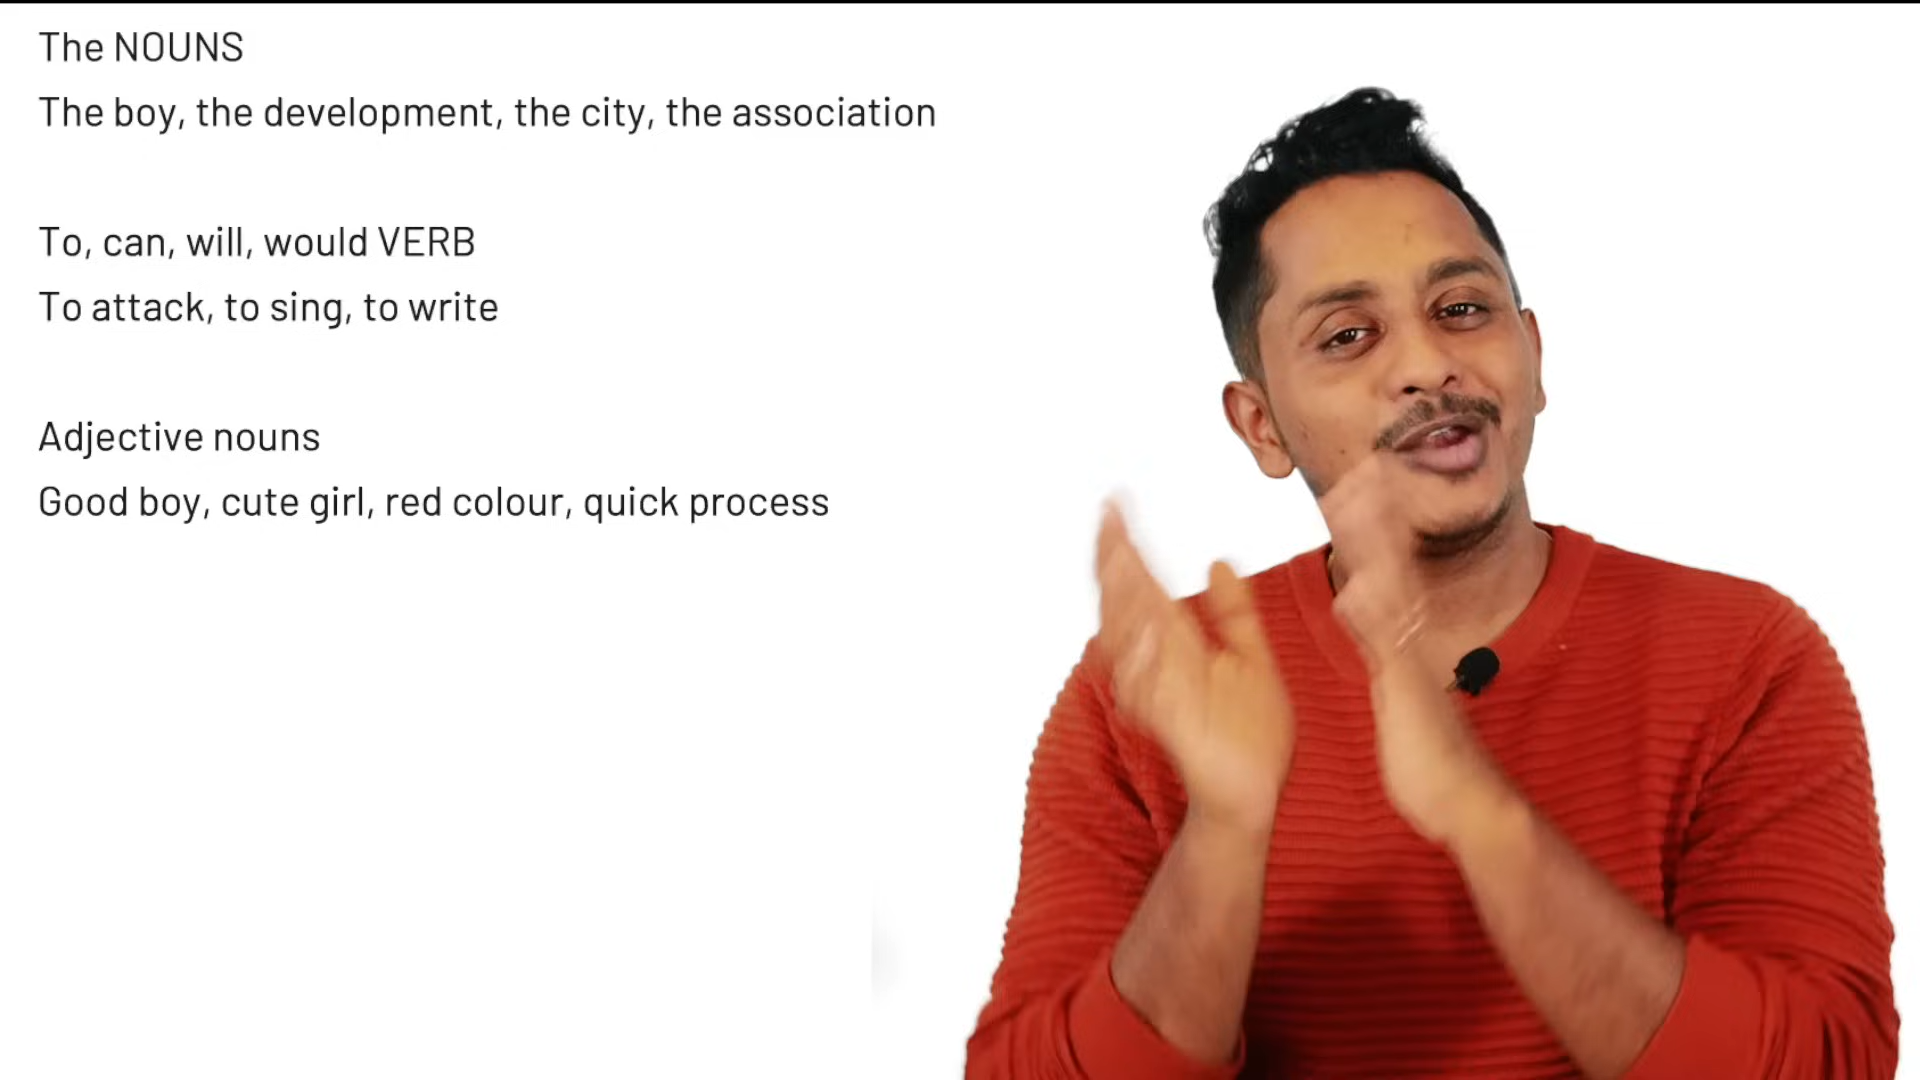 The NOUNS
The boy, the development, the city, the association
To, can, will, would VERB
To attack, to sing, to write
Adjective nouns
Good boy, cute girl, red colour, quick process